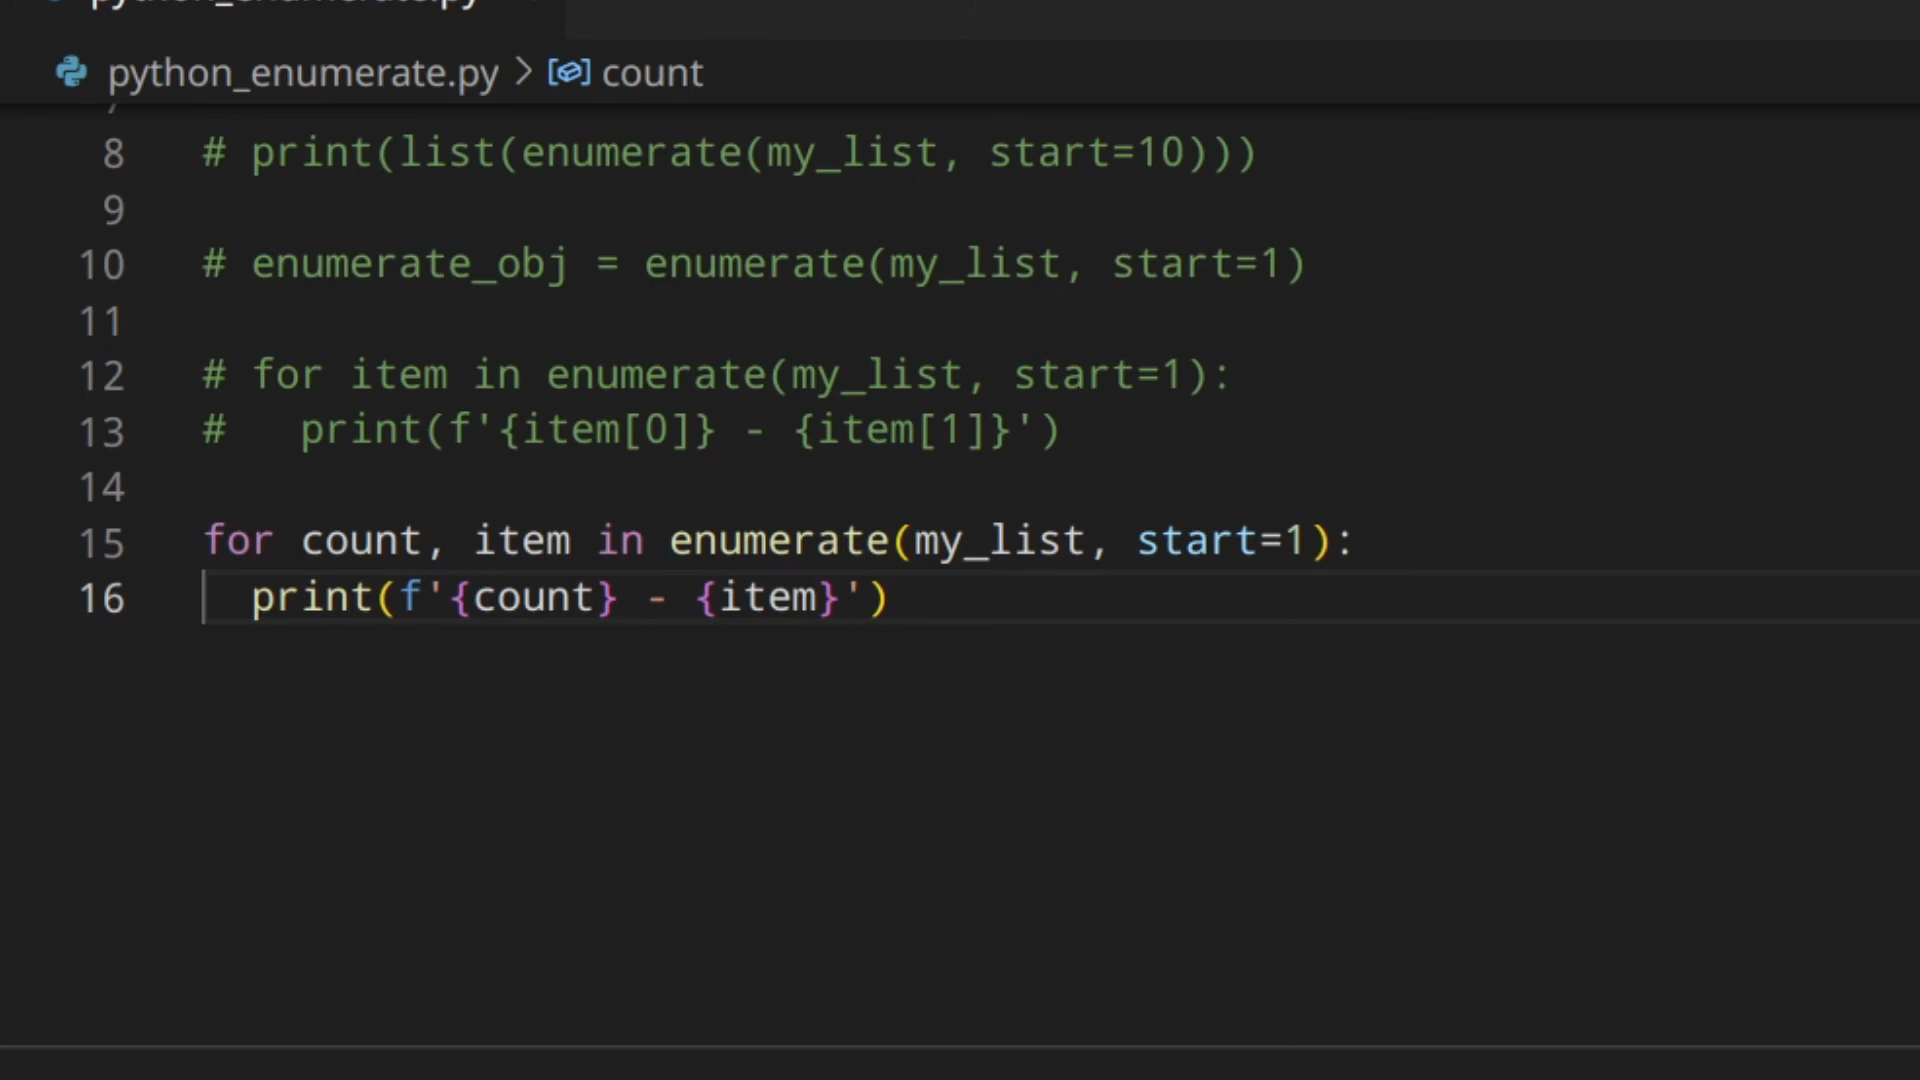 python_enumerate.py
python_enumerate.py > count
8 # print(list(enumerate(my_list, start=10)))
9
10 # enumerate_obj = enumerate(my_list, start=1)
11
12 # for item in enumerate(my_list, start=1):
13 #   print(f'{item[0]} - {item[1]}')
14
15 for count, item in enumerate(my_list, start=1):
16   print(f'{count} - {item}')